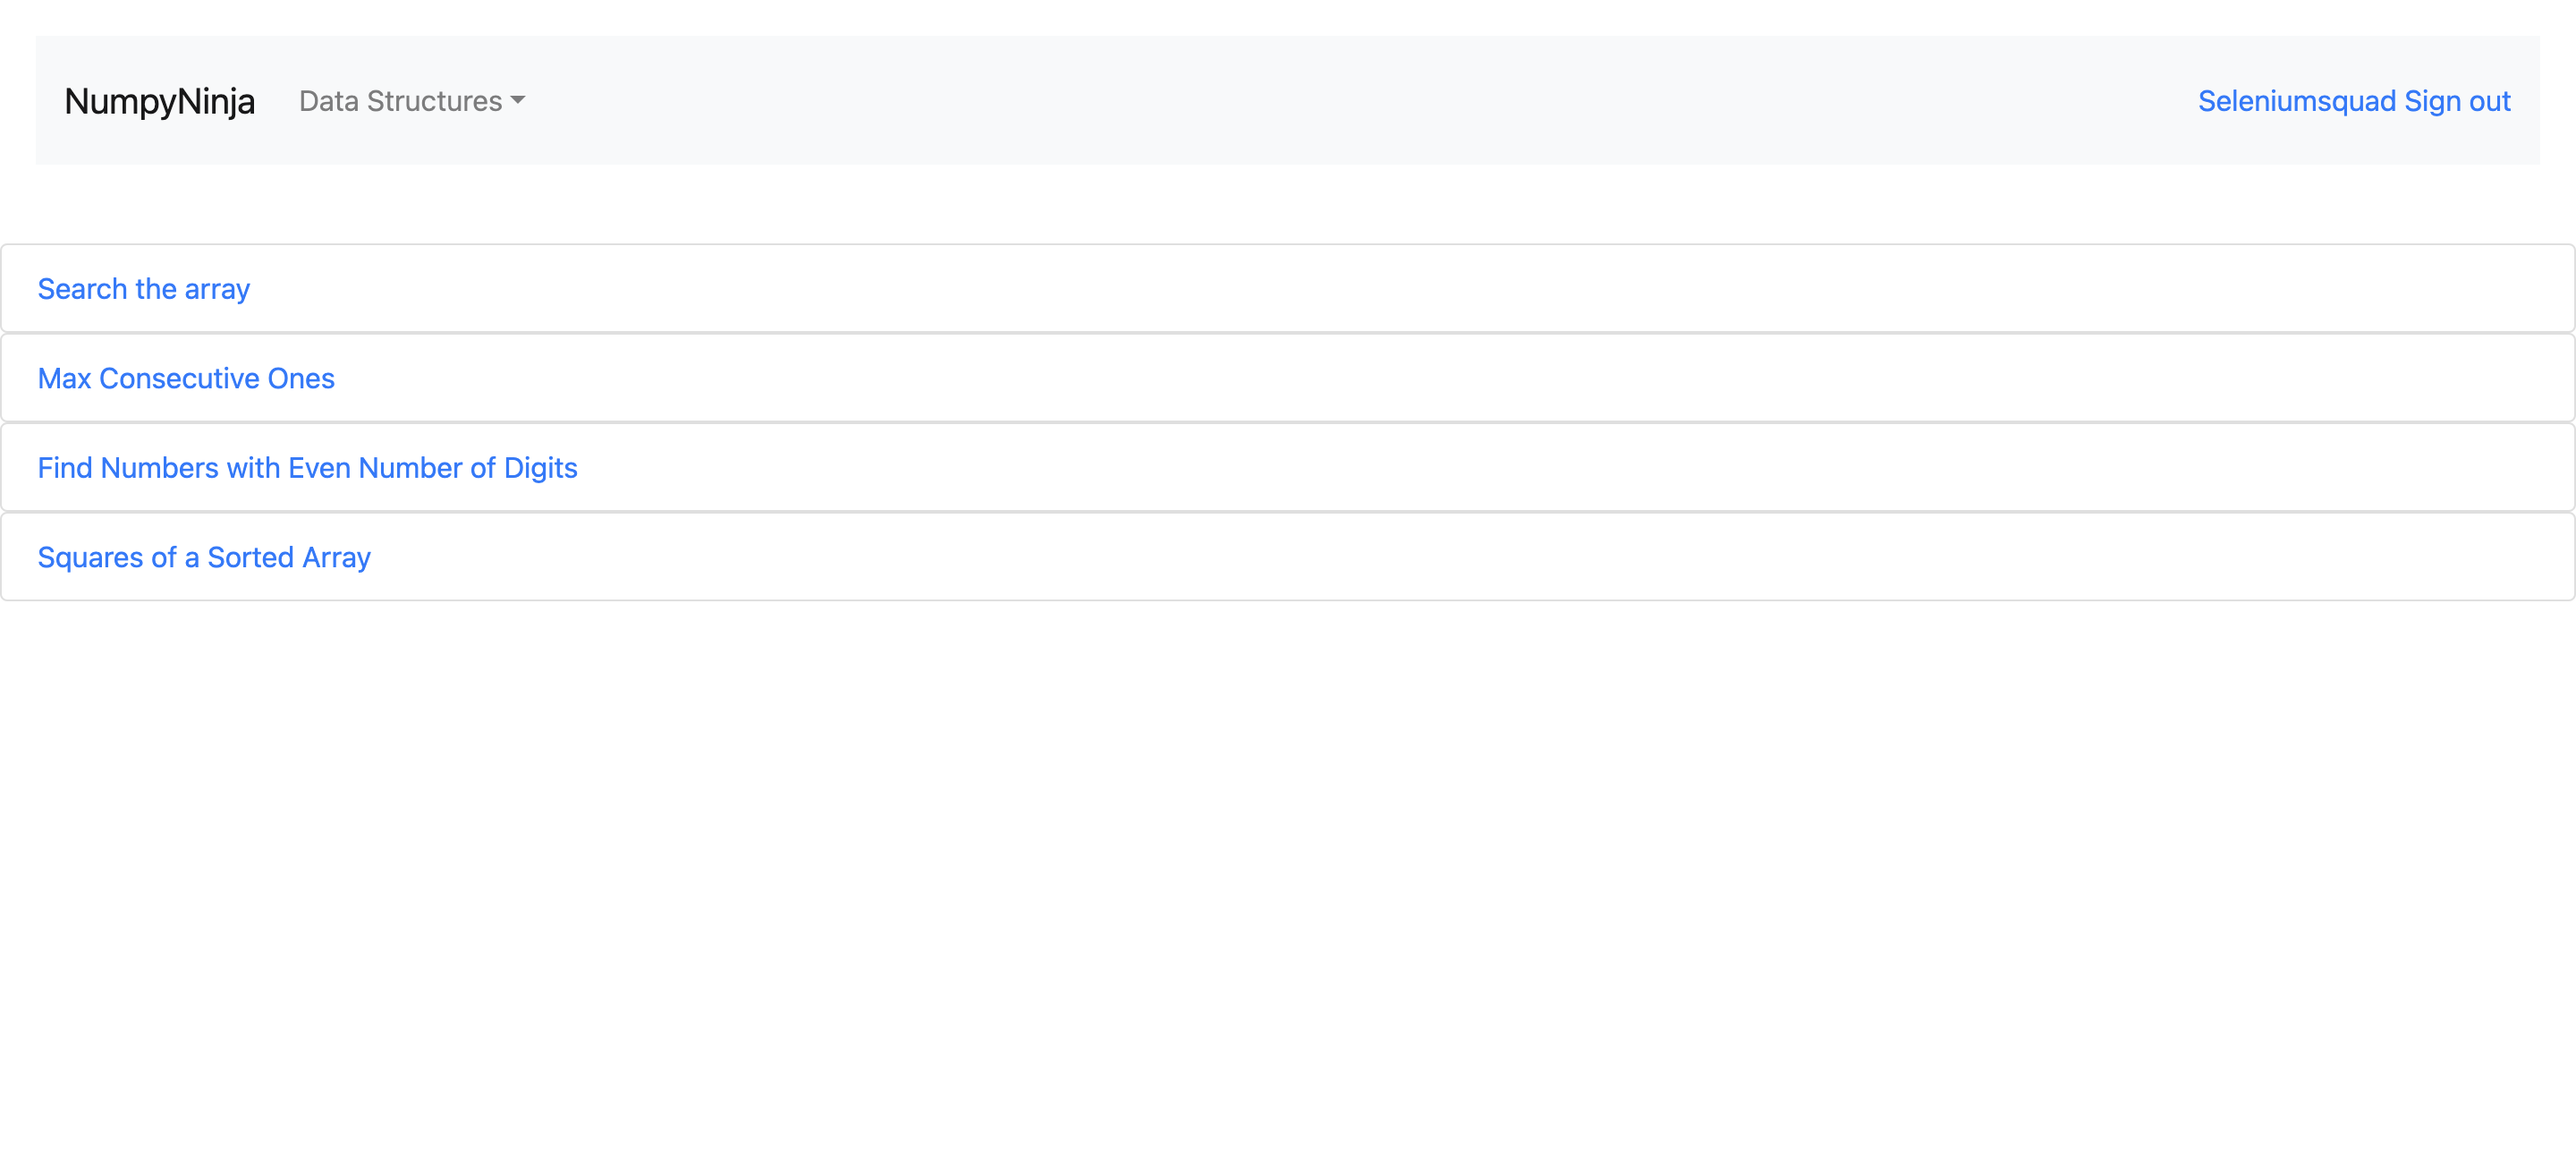 NumpyNinja Data Structures Seleniumsquad Sign out
Search the array
Max Consecutive Ones
Find Numbers with Even Number of Digits
Squares of a Sorted Array